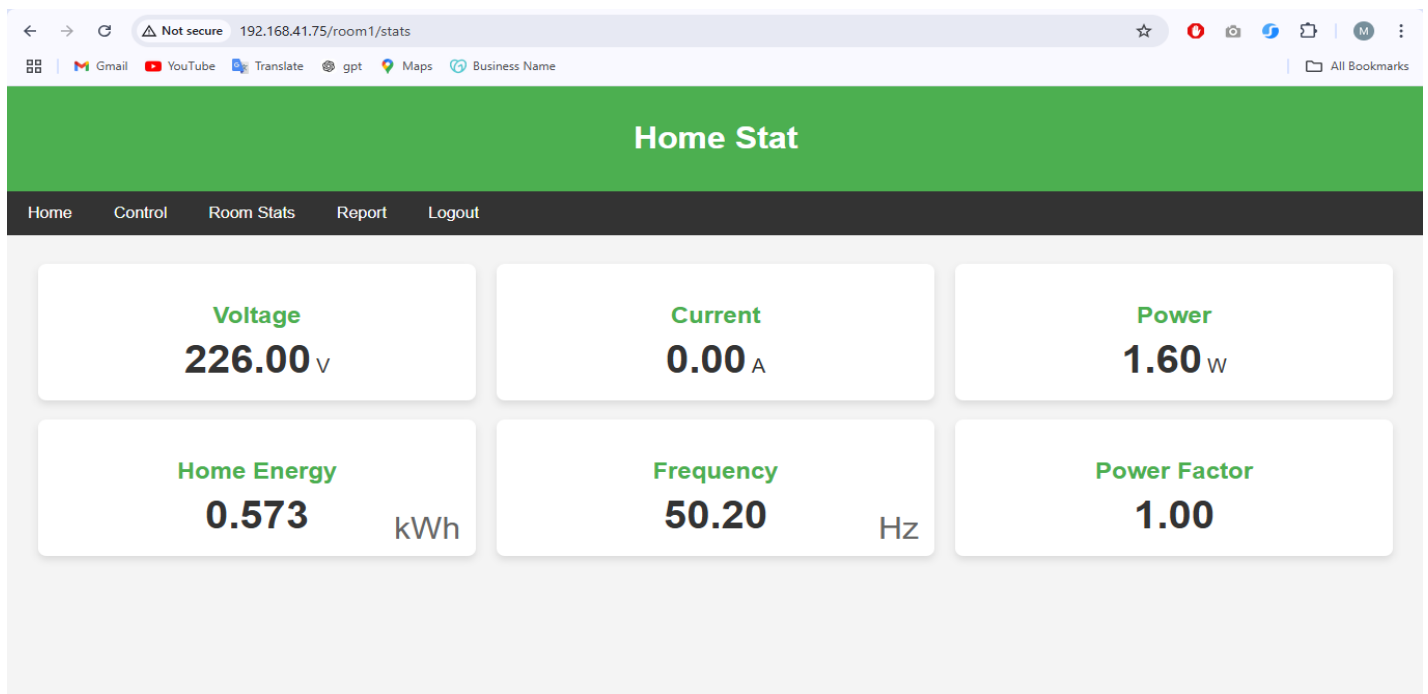 Not secure 192.168.41.75/room1/stats
M
Gmail YouTube Translate gpt Maps Business Name All Bookmarks
Home Stat
Home Control Room Stats Report Logout
Voltage Current Power
226.00 V 0.00 A 1.60 W
Home Energy Frequency Power Factor
0.573 kWh 50.20 Hz 1.00